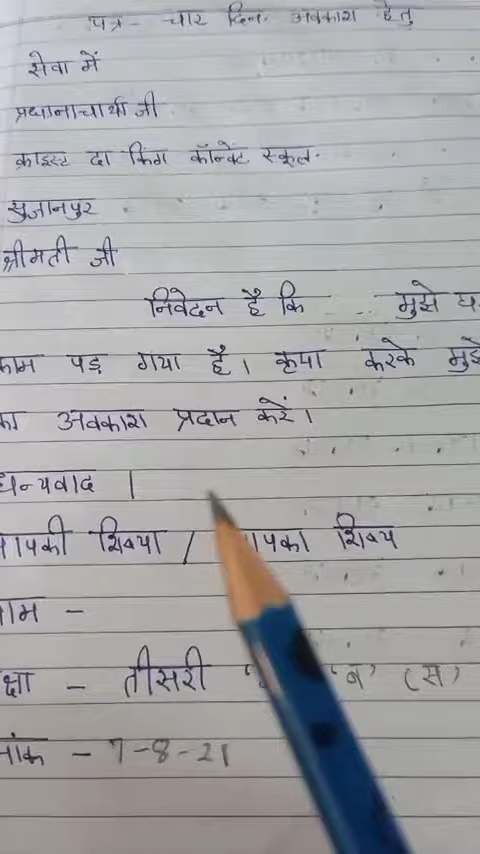 पत्र - चार दिन अवकाश हेतु
सेवा में
प्रधानाचार्या जी
क्राइस्ट दा किंग कॉन्वेंट स्कूल
सुजानपुर
श्रीमती जी
निवेदन है कि मुझे
काम पड़ गया है। कृपा करके मुझे
का अवकाश प्रदान करें।
धन्यवाद ।
आपकी शिष्या / आपका शिष्य
नाम -
कक्षा - तीसरी 'ब' (स)
दिनांक - 7-8-21